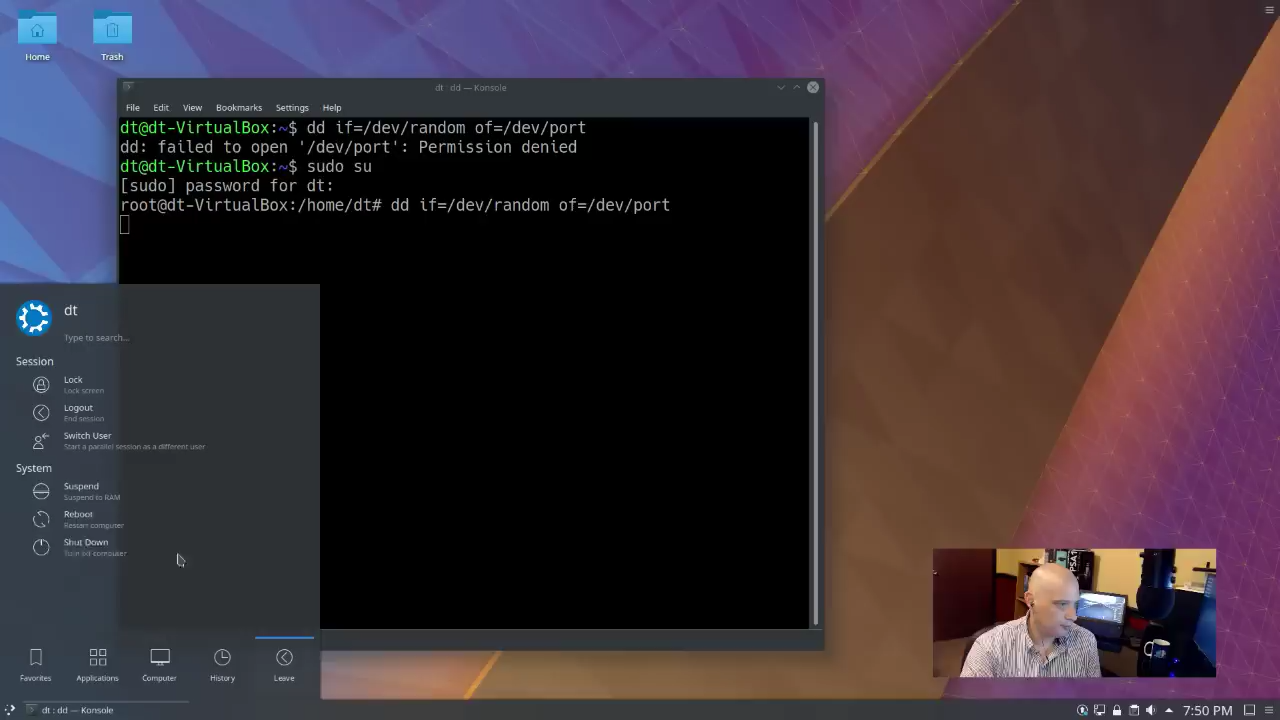 Home
Trash
dt : dd — Konsole
File Edit View Bookmarks Settings Help
dt@dt-VirtualBox:~$ dd if=/dev/random of=/dev/port
dd: failed to open '/dev/port': Permission denied
dt@dt-VirtualBox:~$ sudo su
[sudo] password for dt:
root@dt-VirtualBox:/home/dt# dd if=/dev/random of=/dev/port
dt
Type to search...
Session
Lock
Lock screen
Logout
End session
Switch User
Start a parallel session as a different user
System
Suspend
Suspend to RAM
Reboot
Restart computer
Shut Down
Turn off computer
Favorites
Applications
Computer
History
Leave
dt : dd — Konsole
7:50 PM